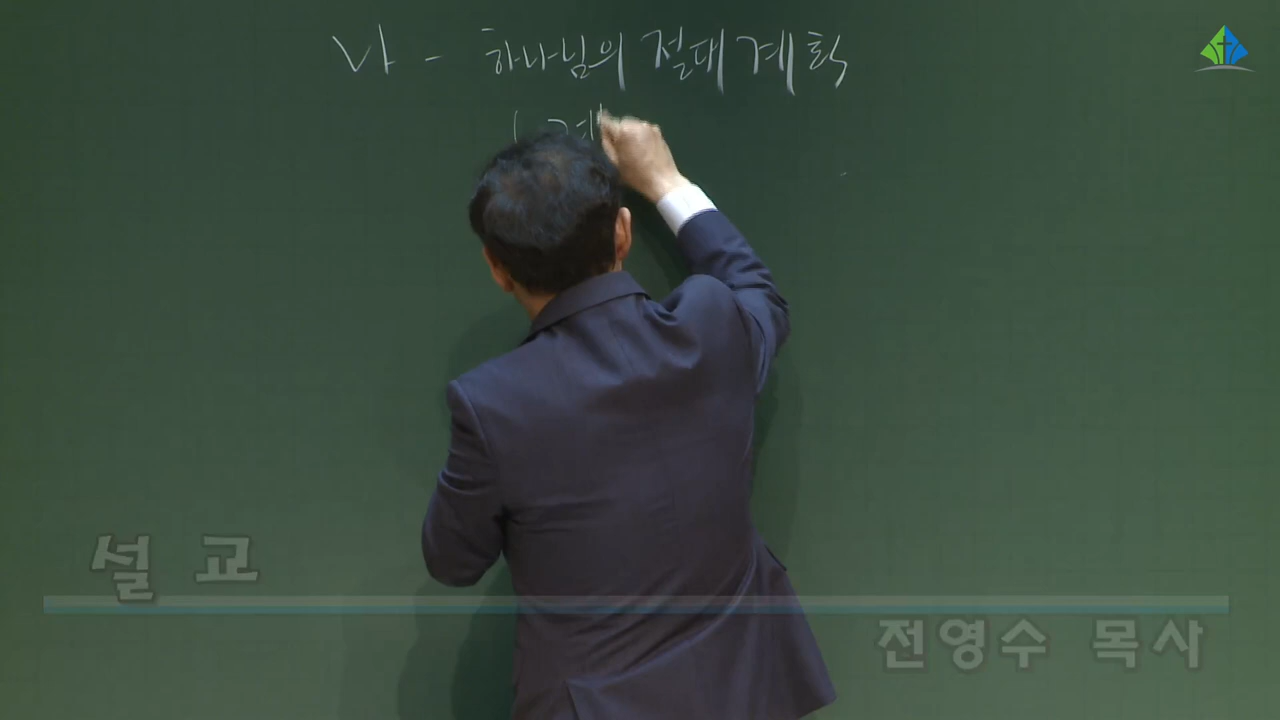 나 - 하나님의 절대계획
설 교
전영수 목사